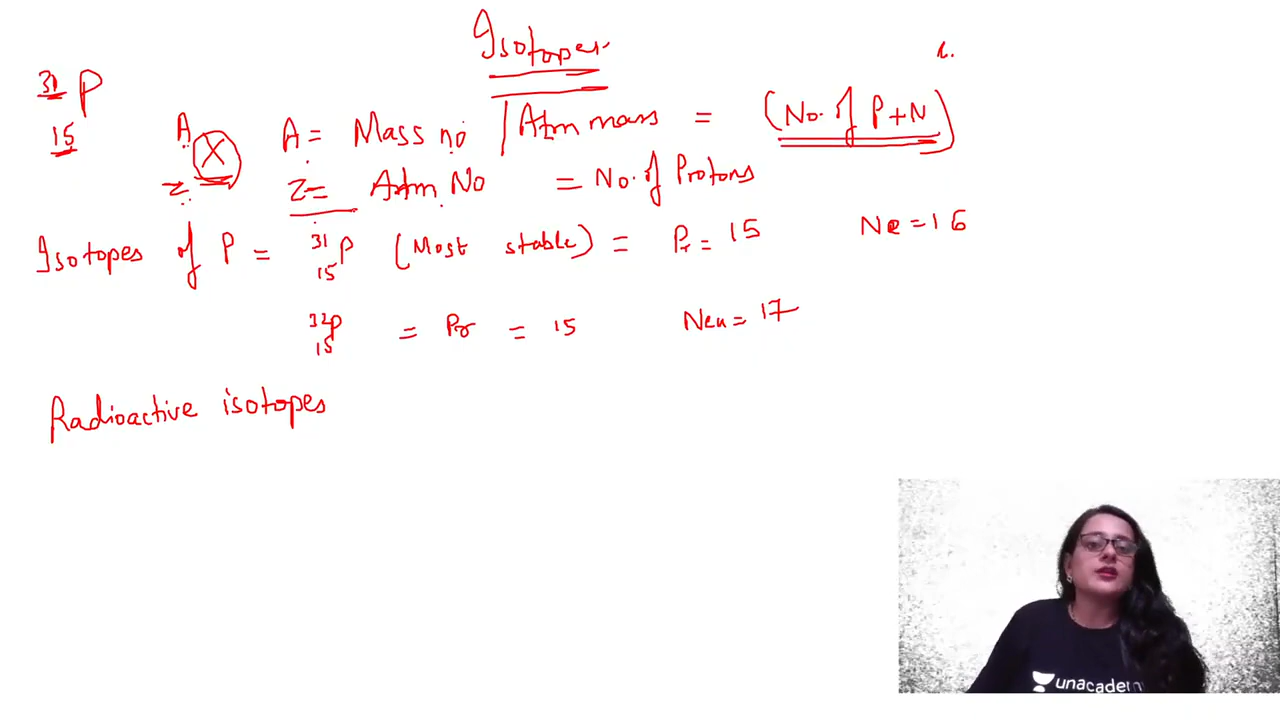 Isotopes
31 P
15
A
X
Z
A = Mass no / Atm mass = (No. of P+N)
Z = Atm No = No. of Protons
Isotopes of P = 31 P 15 (Most stable) = Pr = 15 Ne = 16
32 P 15 = Pr = 15 Neu = 17
Radioactive isotopes
unacadem